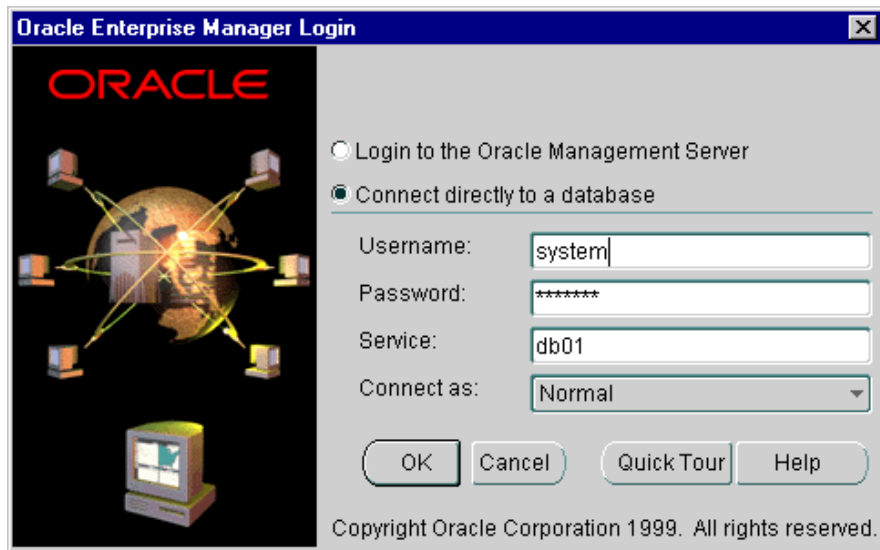 Oracle Enterprise Manager Login
ORACLE
Login to the Oracle Management Server
Connect directly to a database
Username: system
Password: *******
Service: db01
Connect as: Normal
OK Cancel Quick Tour Help
Copyright Oracle Corporation 1999. All rights reserved.